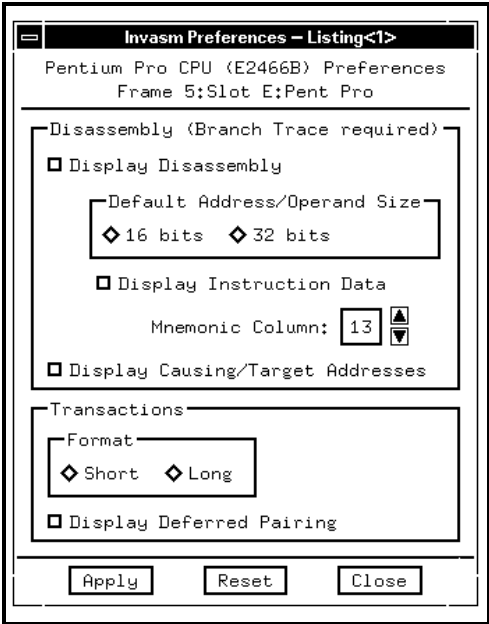 Invasm Preferences – Listing<1>
Pentium Pro CPU (E2466B) Preferences
Frame 5:Slot E:Pent Pro
Disassembly (Branch Trace required)
Display Disassembly
Default Address/Operand Size
16 bits 32 bits
Display Instruction Data
Mnemonic Column: 13
Display Causing/Target Addresses
Transactions
Format
Short Long
Display Deferred Pairing
Apply Reset Close